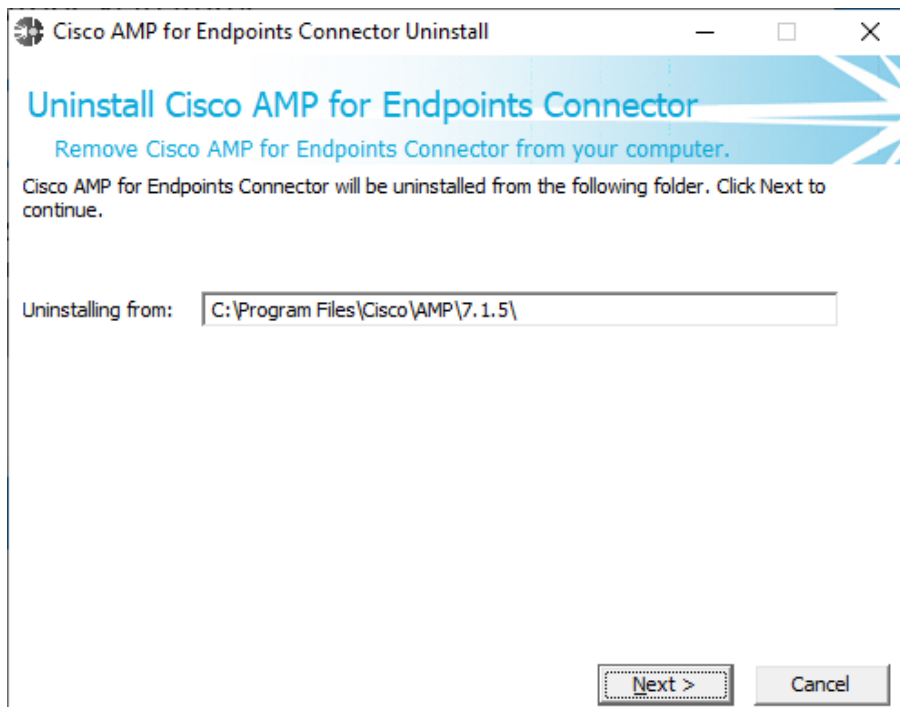 Cisco AMP for Endpoints Connector Uninstall
Uninstall Cisco AMP for Endpoints Connector
Remove Cisco AMP for Endpoints Connector from your computer.
Cisco AMP for Endpoints Connector will be uninstalled from the following folder. Click Next to
continue.
Uninstalling from: C:\Program Files\Cisco\AMP\7.1.5\
Next > Cancel